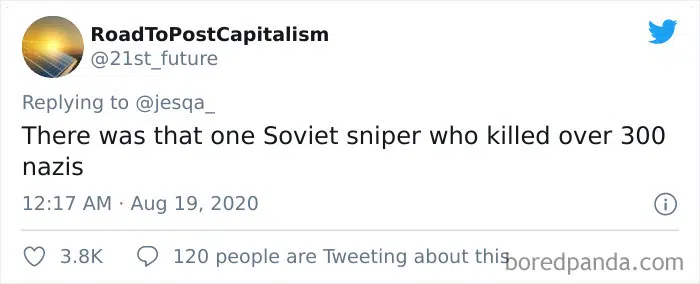 RoadToPostCapitalism
@21st_future
Replying to @jesqa_
There was that one Soviet sniper who killed over 300
nazis
12:17 AM · Aug 19, 2020
3.8K 120 people are Tweeting about this
boredpanda.com